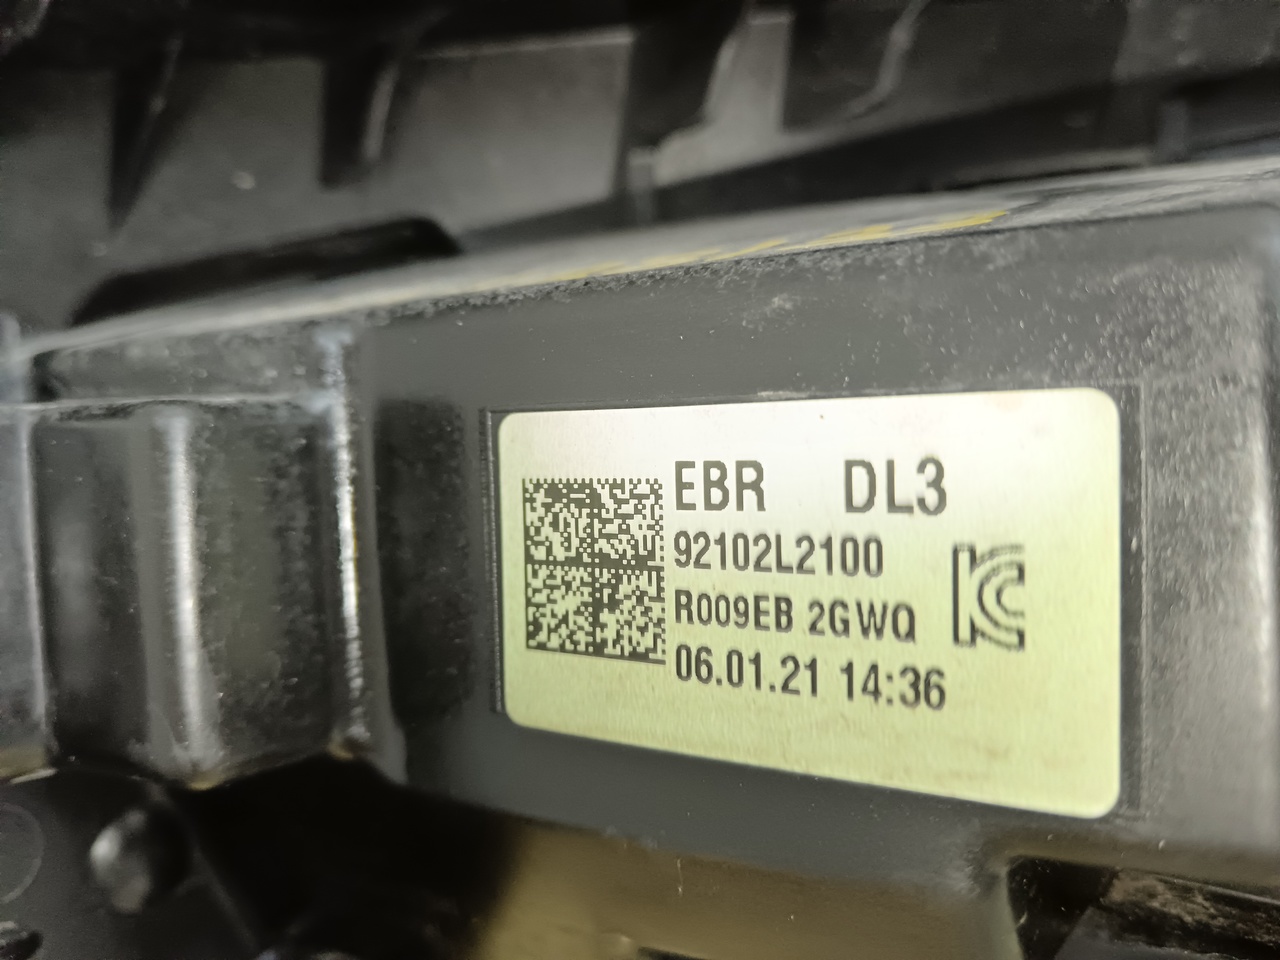 EBR DL3
92102L2100
R009EB 2GWQ
06.01.21 14:36